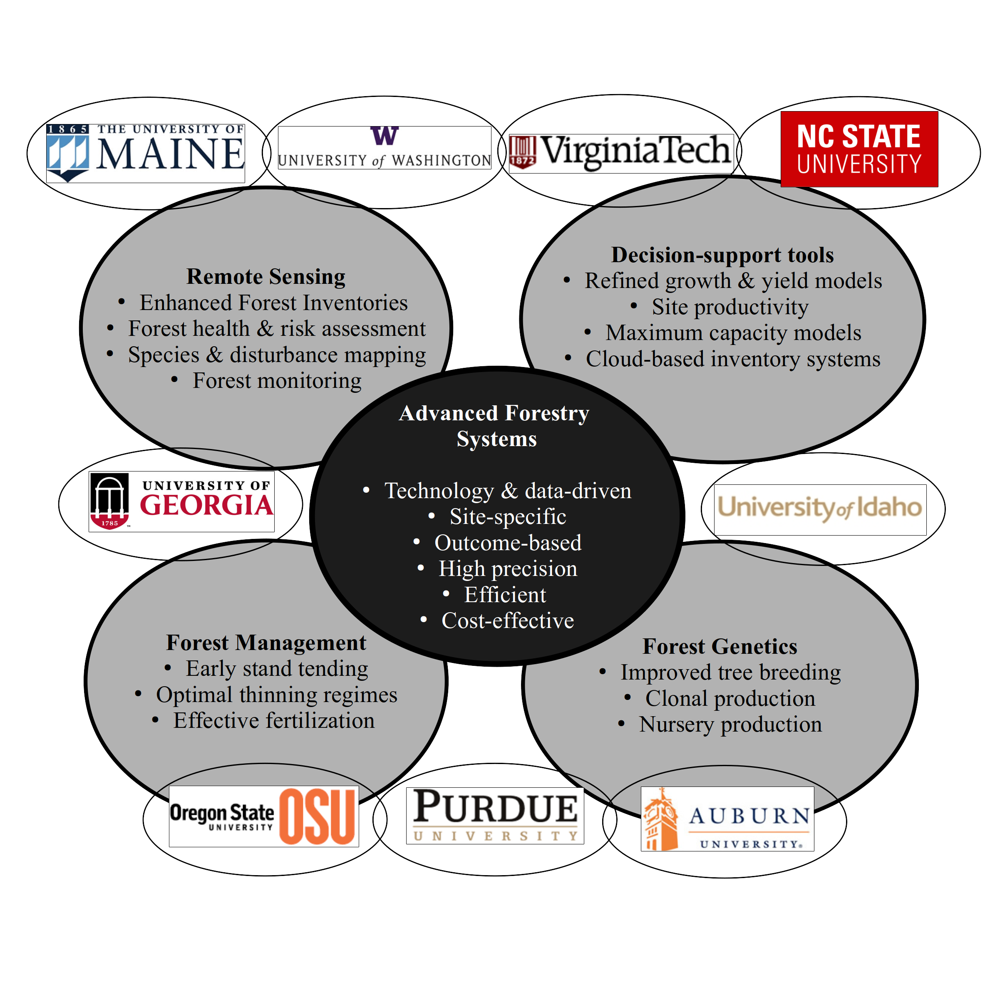 1865 THE UNIVERSITY OF
MAINE
W
UNIVERSITY of WASHINGTON
1872 VirginiaTech
NC STATE
UNIVERSITY
Remote Sensing
• Enhanced Forest Inventories
• Forest health & risk assessment
• Species & disturbance mapping
• Forest monitoring
Decision-support tools
• Refined growth & yield models
• Site productivity
• Maximum capacity models
• Cloud-based inventory systems
Advanced Forestry
Systems
• Technology & data-driven
• Site-specific
• Outcome-based
• High precision
• Efficient
• Cost-effective
UNIVERSITY OF
GEORGIA
1785 ™
University of Idaho
Forest Management
• Early stand tending
• Optimal thinning regimes
• Effective fertilization
Forest Genetics
• Improved tree breeding
• Clonal production
• Nursery production
Oregon State
UNIVERSITY
OSU
PURDUE
UNIVERSITY
AUBURN
UNIVERSITY®